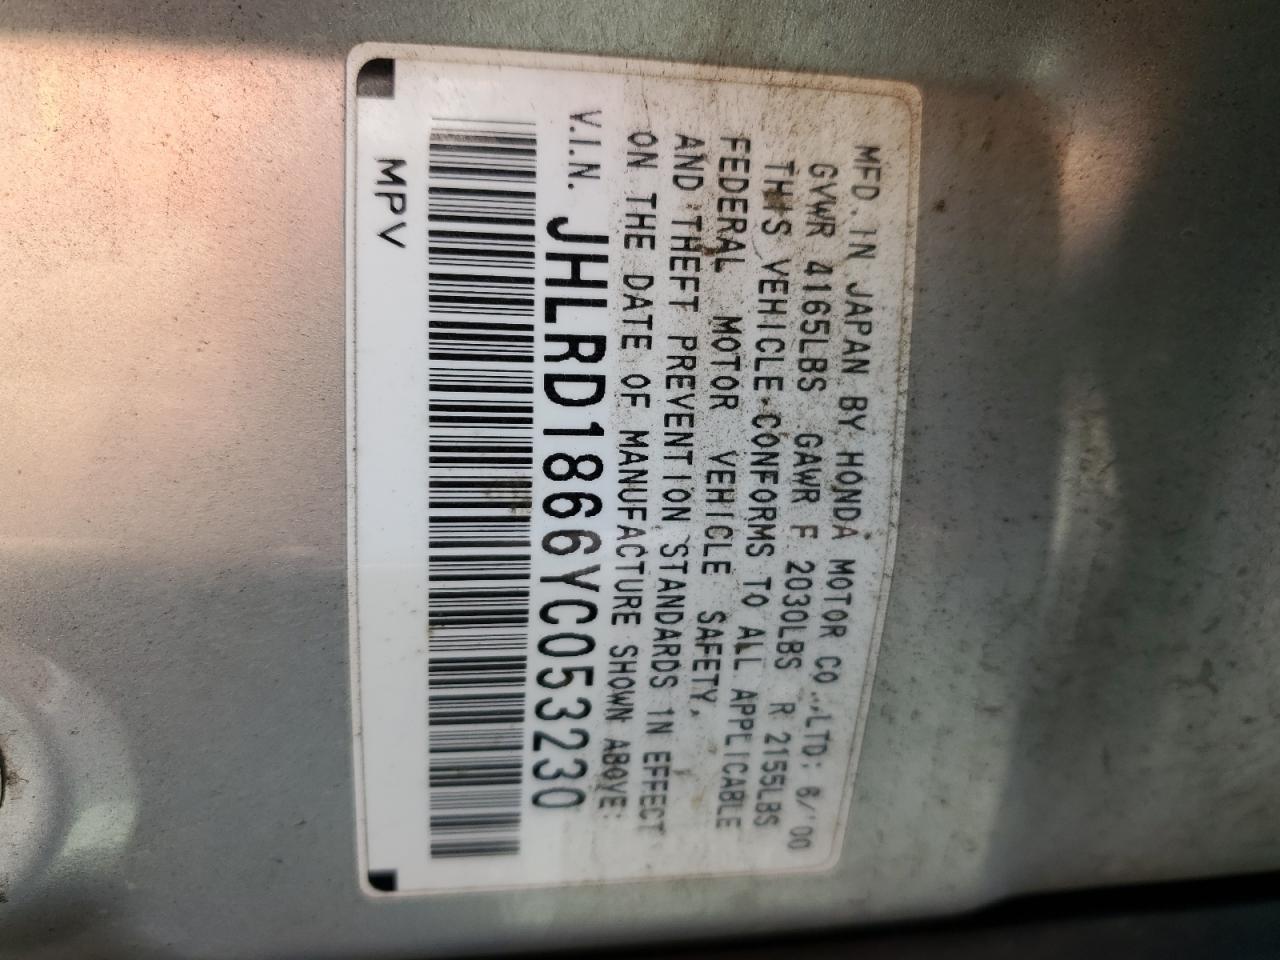 MFD. IN JAPAN BY HONDA MOTOR CO.,LTD: 6/'00
GVWR 4165LBS GAWR F 2030LBS R 2155LBS
THIS VEHICLE CONFORMS TO ALL APPLICABLE
FEDERAL MOTOR VEHICLE SAFETY,
AND THEFT PREVENTION STANDARDS IN EFFECT
ON THE DATE OF MANUFACTURE SHOWN ABOVE:
V.I.N. JHLRD1866YC053230
MPV